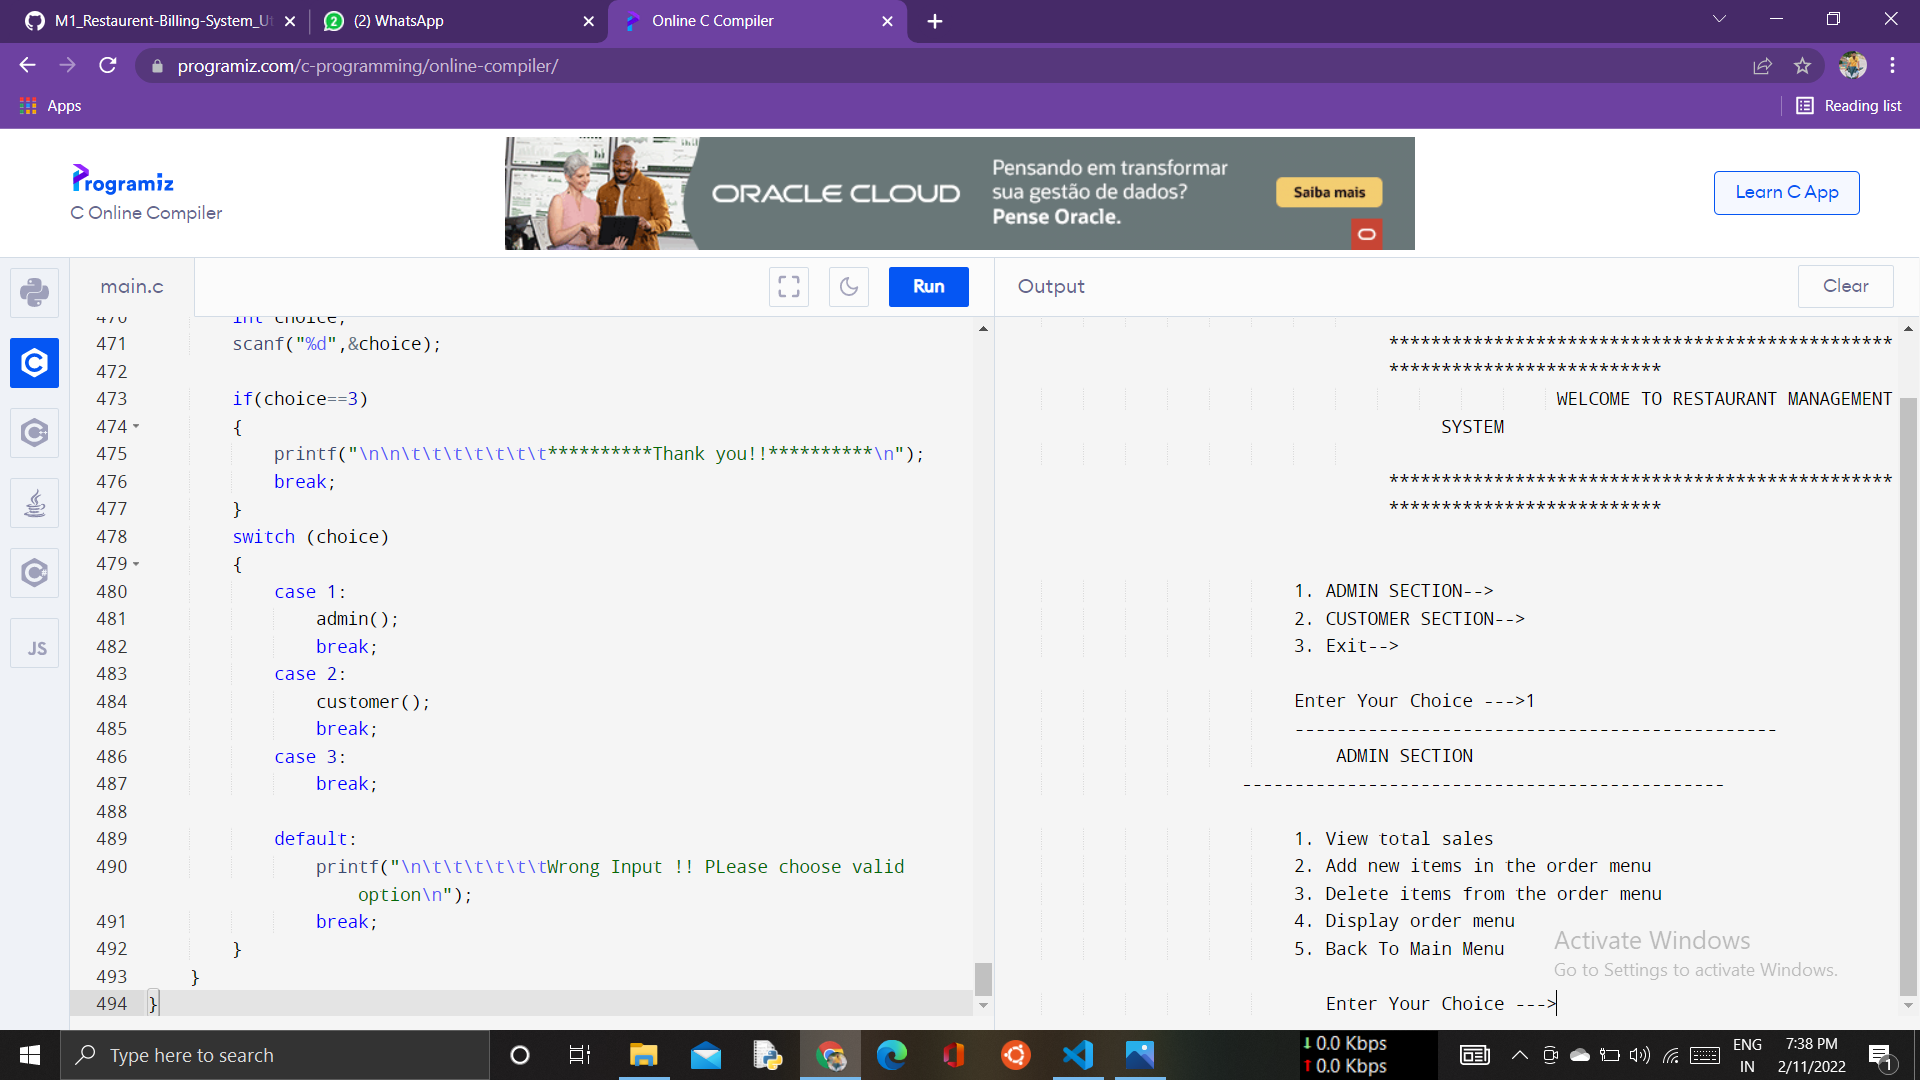 M1_Restaurent-Billing-System_Ut
(2) WhatsApp
Online C Compiler
programiz.com/c-programming/online-compiler/
Apps
Reading list
Programiz
C Online Compiler
ORACLE CLOUD
Pensando em transformar
sua gestão de dados?
Pense Oracle.
Saiba mais
Learn C App
main.c
Run
Output
Clear
470 int choice;
471 scanf("%d",&choice);
472
473 if(choice==3)
474 {
475 printf("\n\n\t\t\t\t\t\t\t**********Thank you!!**********\n");
476 break;
477 }
478 switch (choice)
479 {
480 case 1:
481 admin();
482 break;
483 case 2:
484 customer();
485 break;
486 case 3:
487 break;
488
489 default:
490 printf("\n\t\t\t\t\t\tWrong Input !! PLease choose valid
option\n");
491 break;
492 }
493 }
494 }
JS
************************************************
**************************
WELCOME TO RESTAURANT MANAGEMENT
SYSTEM
************************************************
**************************
1. ADMIN SECTION-->
2. CUSTOMER SECTION-->
3. Exit-->
Enter Your Choice --->1
----------------------------------------------
ADMIN SECTION
----------------------------------------------
1. View total sales
2. Add new items in the order menu
3. Delete items from the order menu
4. Display order menu
5. Back To Main Menu
Enter Your Choice --->
Activate Windows
Go to Settings to activate Windows.
Type here to search
0.0 Kbps
0.0 Kbps
ENG
IN
7:38 PM
2/11/2022
1